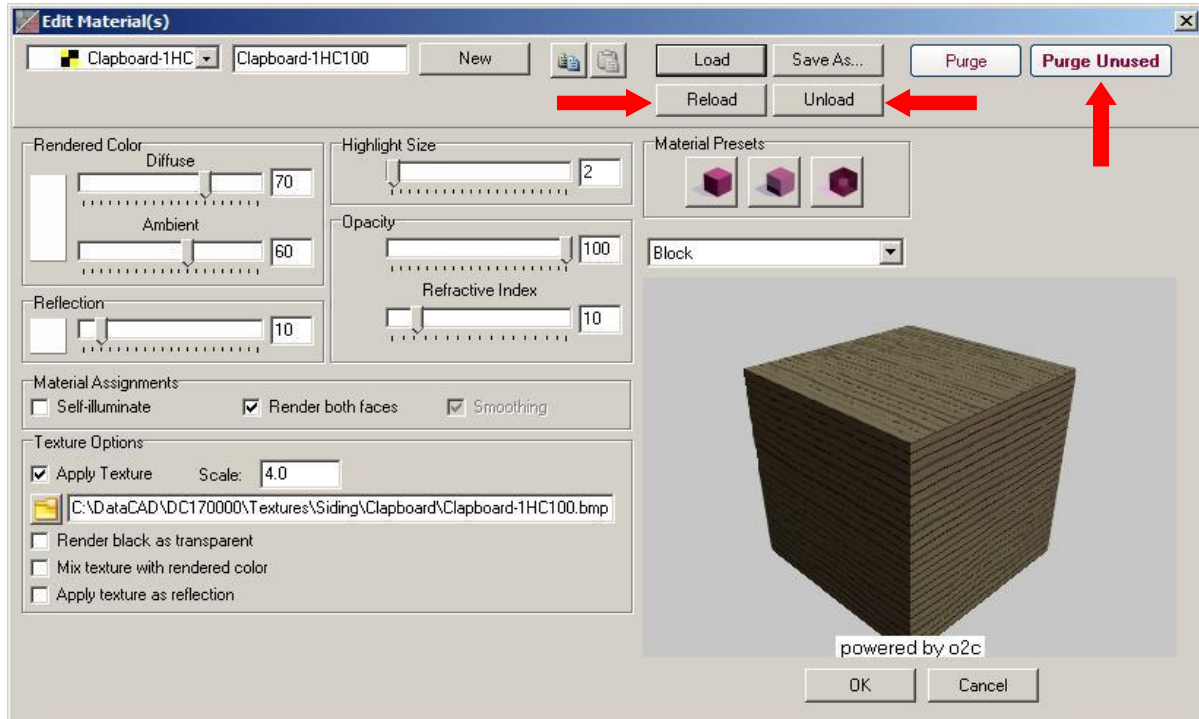 Edit Material(s)
Clapboard-1HC
Clapboard-1HC100
New
Load
Save As...
Purge
Purge Unused
Reload
Unload
Rendered Color
Diffuse
70
Ambient
60
Reflection
10
Highlight Size
2
Opacity
100
Refractive Index
10
Material Presets
Block
Material Assignments
Self-illuminate
Render both faces
Smoothing
Texture Options
Apply Texture Scale: 4.0
C:\DataCAD\DC170000\Textures\Siding\Clapboard\Clapboard-1HC100.bmp
Render black as transparent
Mix texture with rendered color
Apply texture as reflection
powered by o2c
OK
Cancel